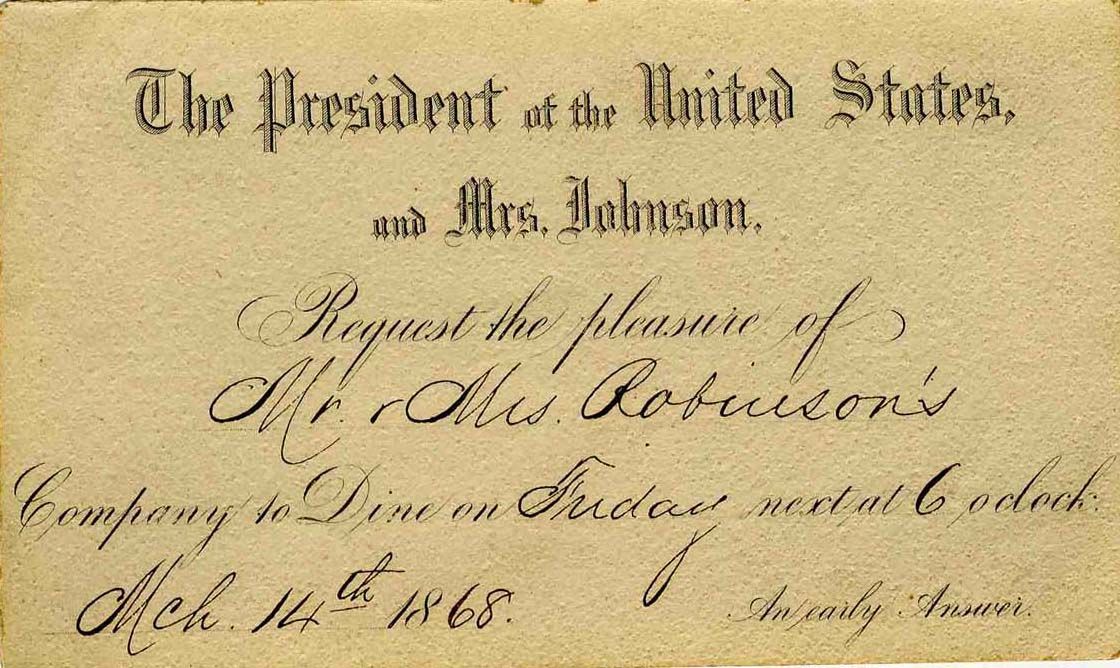 The President of the United States,
and Mrs. Johnson,
Request the pleasure of
Mr. & Mrs. Robinson's
Company to Dine on Friday next at 6 o clock.
Mch. 14th 1868.
An early Answer.